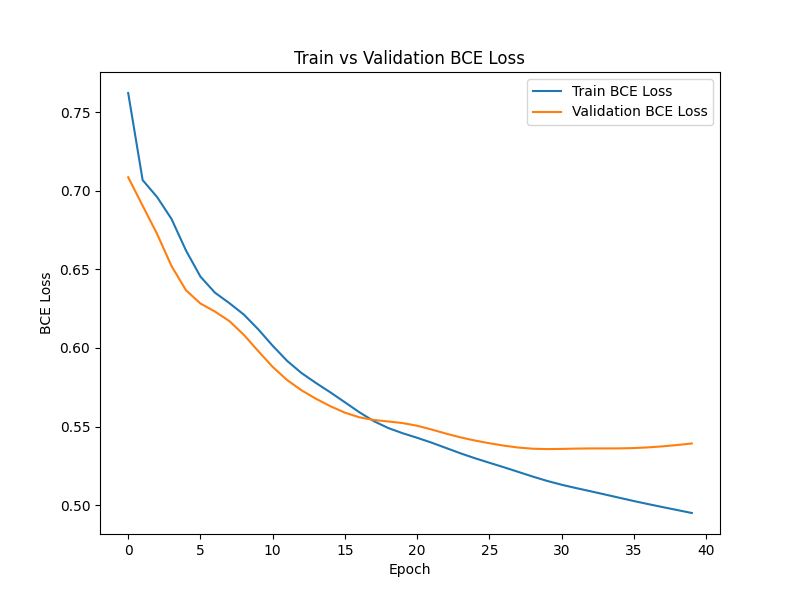 Train vs Validation BCE Loss
Train BCE Loss
Validation BCE Loss
0.75
0.70
0.65
0.60
0.55
0.50
BCE Loss
0 5 10 15 20 25 30 35 40
Epoch